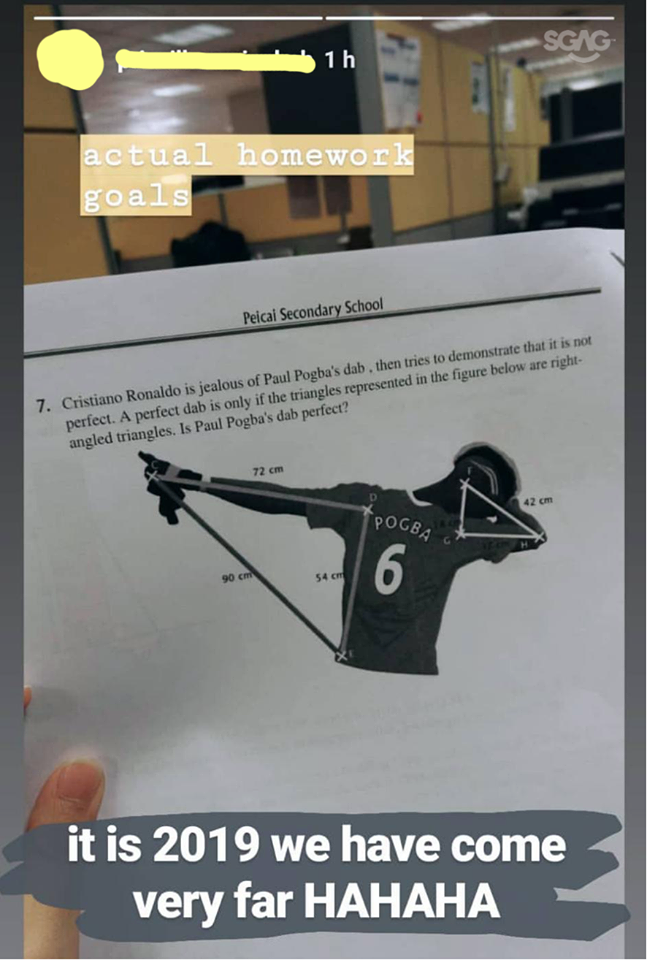 SGAG
1 h
actual homework
goals
Peicai Secondary School
7. Cristiano Ronaldo is jealous of Paul Pogba's dab , then tries to demonstrate that it is not
perfect. A perfect dab is only if the triangles represented in the figure below are right-
angled triangles. Is Paul Pogba's dab perfect?
72 cm
F
42 cm
D
POGBA
G
H
6
90 cm
54 cm
E
it is 2019 we have come
very far HAHAHA